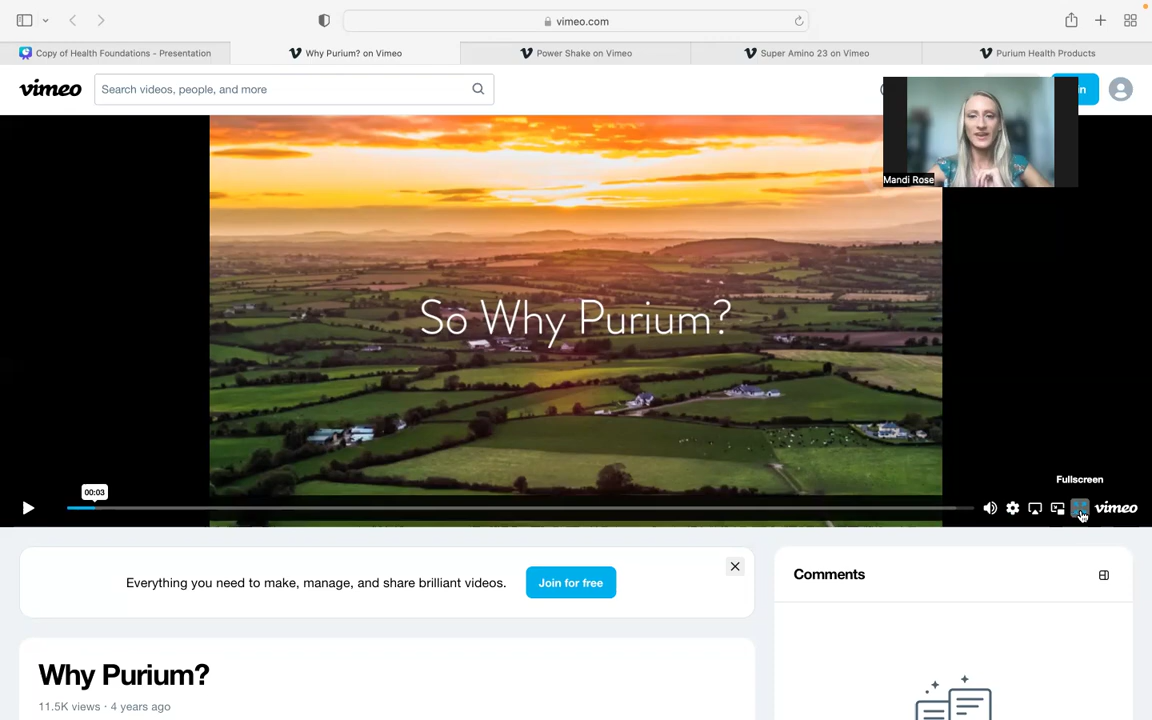 vimeo.com
Copy of Health Foundations - Presentation
Why Purium? on Vimeo
Power Shake on Vimeo
Super Amino 23 on Vimeo
Purium Health Products
vimeo
Search videos, people, and more
in
Mandi Rose
So Why Purium?
Fullscreen
00:03
vimeo
Everything you need to make, manage, and share brilliant videos.
Join for free
Comments
Why Purium?
11.5K views · 4 years ago